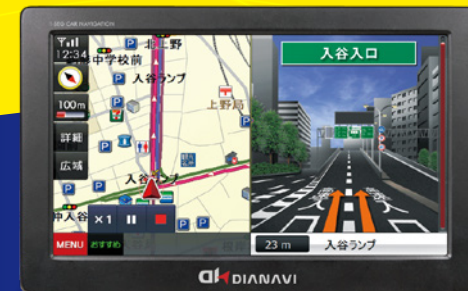 1-SEG CAR NAVIGATION
12:34
北上野
中学校前
入谷ランプ
上野局
100m
詳細
広域
入谷ランプ
入谷
×1
MENU
おすすめ
入谷入口
23 m
入谷ランプ
DIANAVI